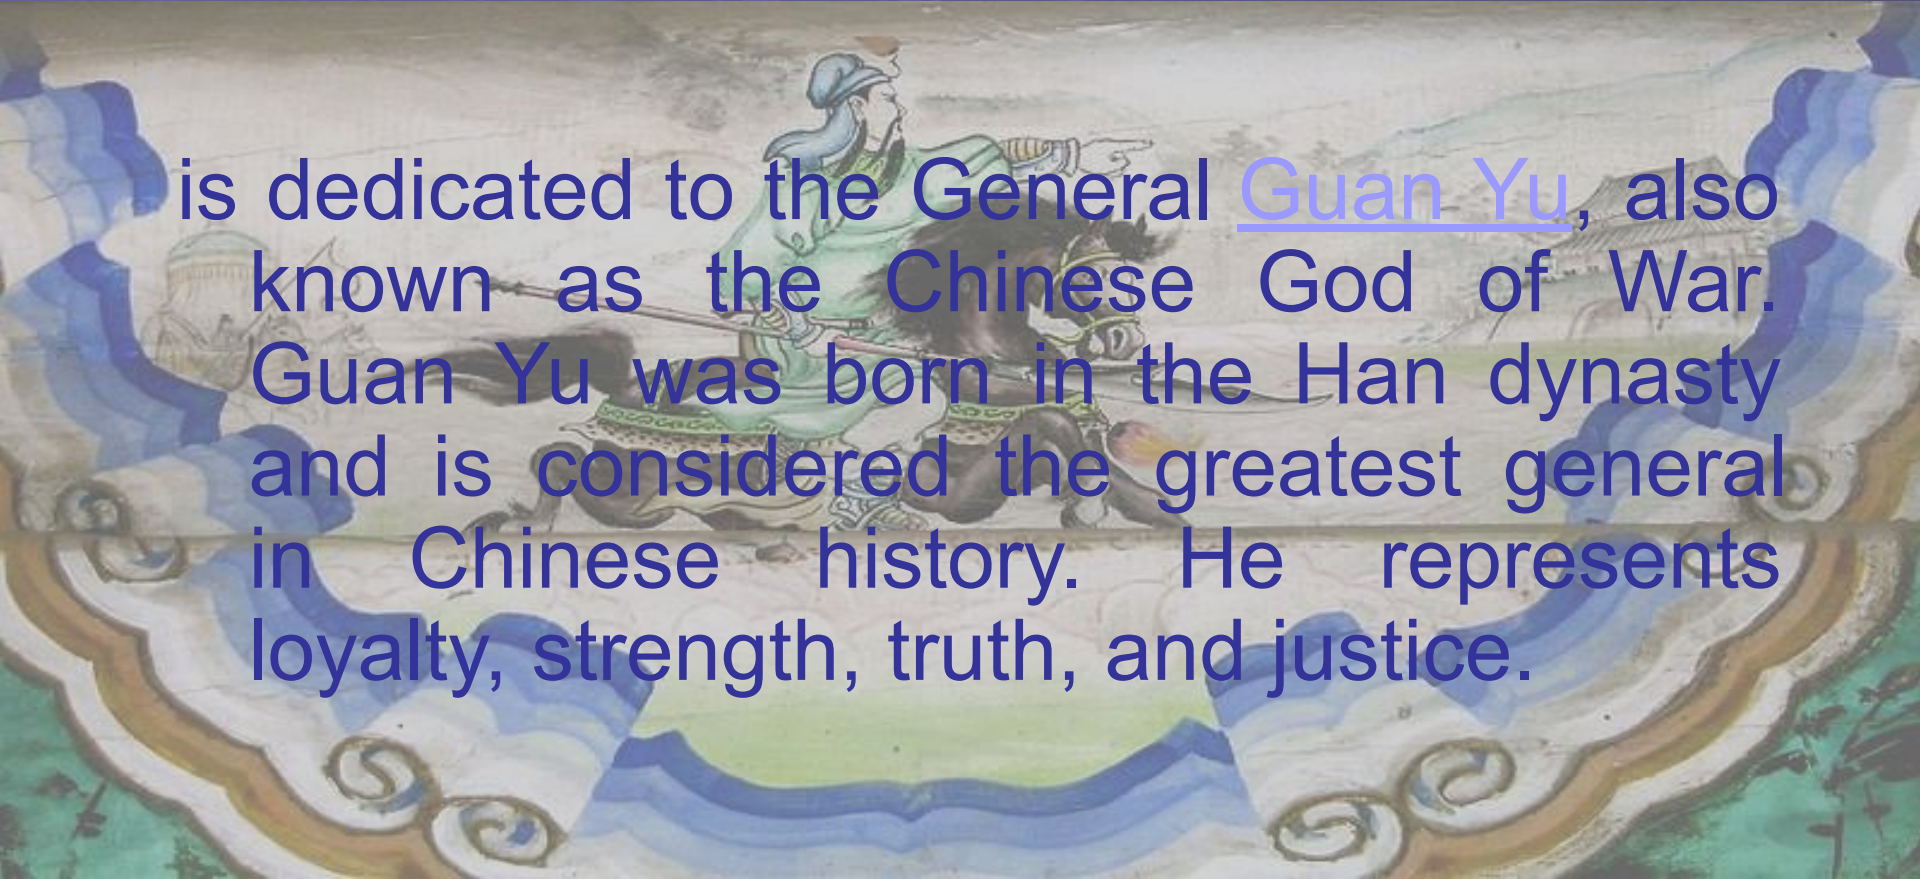 is dedicated to the General Guan Yu, also
known as the Chinese God of War.
Guan Yu was born in the Han dynasty
and is considered the greatest general
in Chinese history. He represents
loyalty, strength, truth, and justice.